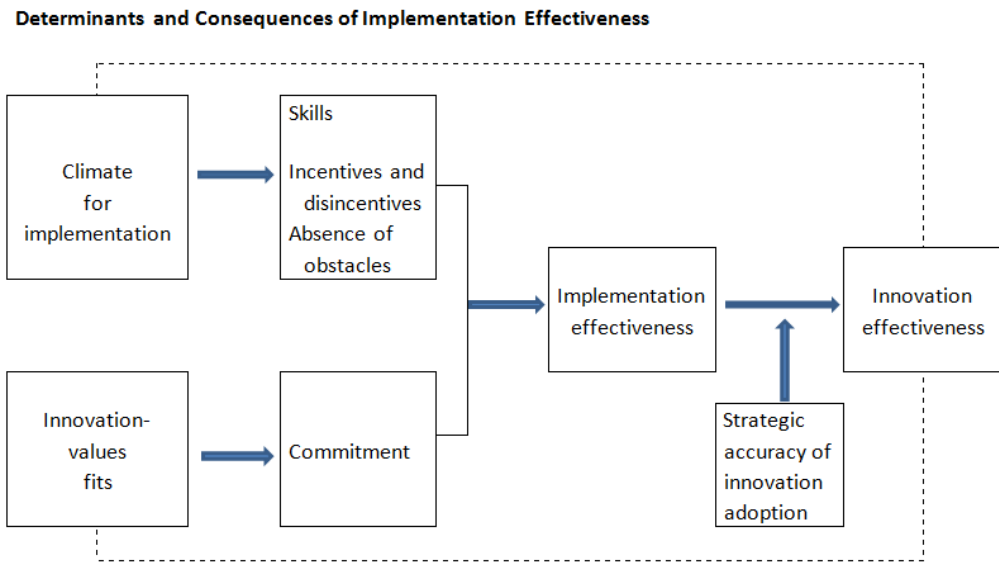 Determinants and Consequences of Implementation Effectiveness
Climate
for
implementation
Skills
Incentives and
disincentives
Absence of
obstacles
Implementation
effectiveness
Innovation
effectiveness
Innovation-
values
fits
Commitment
Strategic
accuracy of
innovation
adoption